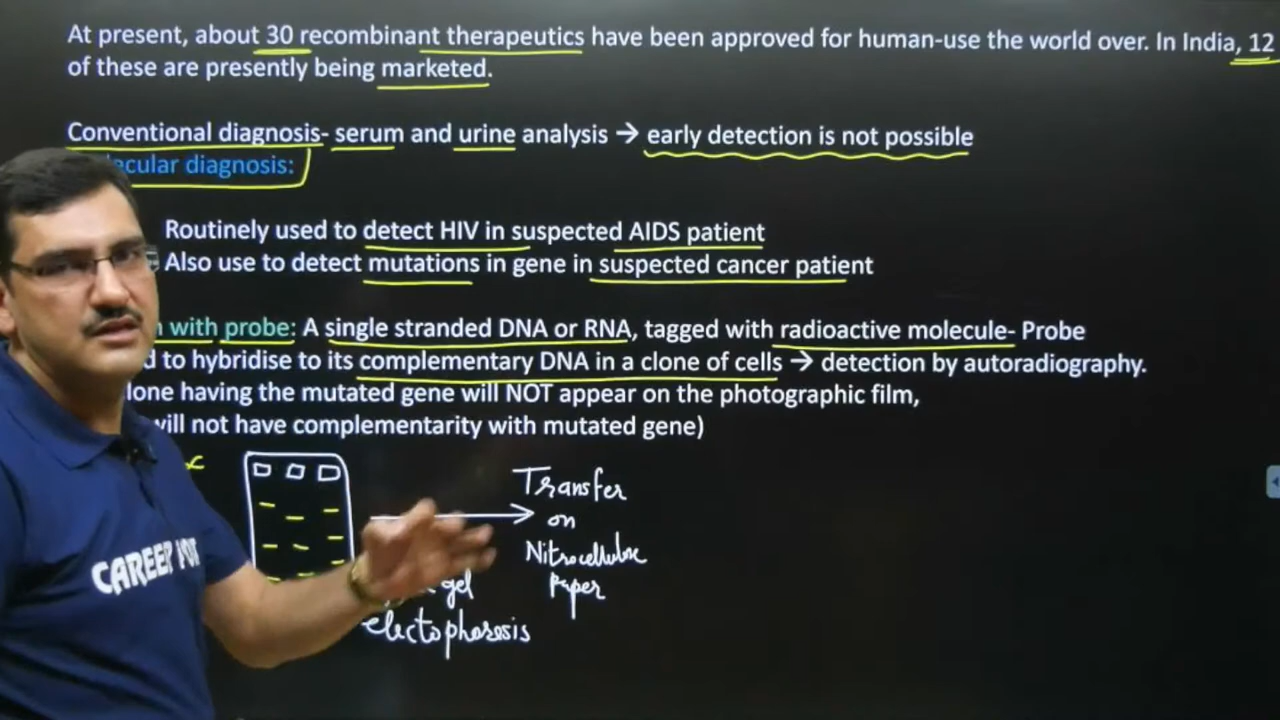 At present, about 30 recombinant therapeutics have been approved for human-use the world over. In India, 12
of these are presently being marketed.
Conventional diagnosis- serum and urine analysis → early detection is not possible
ecular diagnosis:
Routinely used to detect HIV in suspected AIDS patient
Also use to detect mutations in gene in suspected cancer patient
with probe: A single stranded DNA or RNA, tagged with radioactive molecule- Probe
to hybridise to its complementary DNA in a clone of cells → detection by autoradiography.
lone having the mutated gene will NOT appear on the photographic film,
will not have complementarity with mutated gene)
Transfer
on
Nitrocellulose
Paper
gel
electophoresis
CAREER